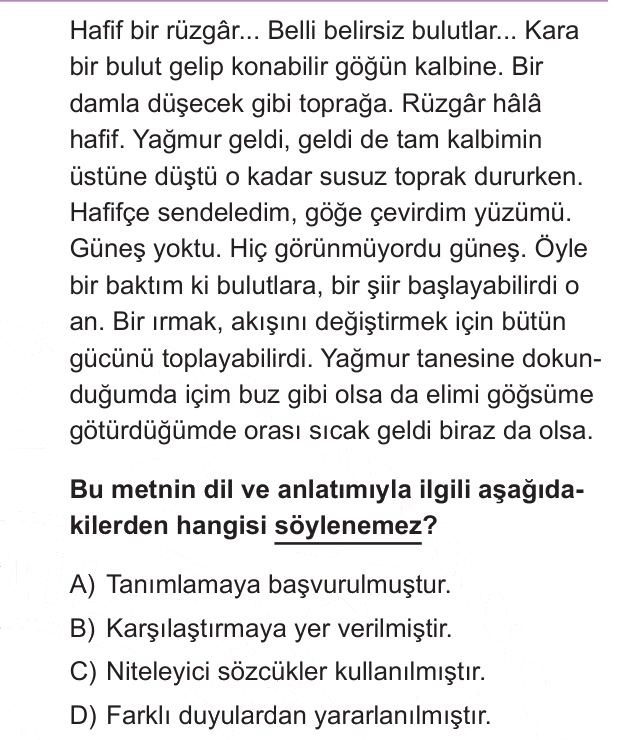 Hafif bir rüzgâr... Belli belirsiz bulutlar... Kara
bir bulut gelip konabilir göğün kalbine. Bir
damla düşecek gibi toprağa. Rüzgâr hâlâ
hafif. Yağmur geldi, geldi de tam kalbimin
üstüne düştü o kadar susuz toprak dururken.
Hafifçe sendeledim, göğe çevirdim yüzümü.
Güneş yoktu. Hiç görünmüyordu güneş. Öyle
bir baktım ki bulutlara, bir şiir başlayabilirdi o
an. Bir ırmak, akışını değiştirmek için bütün
gücünü toplayabilirdi. Yağmur tanesine dokun-
duğumda içim buz gibi olsa da elimi göğsüme
götürdüğümde orası sıcak geldi biraz da olsa.
Bu metnin dil ve anlatımıyla ilgili aşağıda-
kilerden hangisi söylenemez?
A) Tanımlamaya başvurulmuştur.
B) Karşılaştırmaya yer verilmiştir.
C) Niteleyici sözcükler kullanılmıştır.
D) Farklı duyulardan yararlanılmıştır.